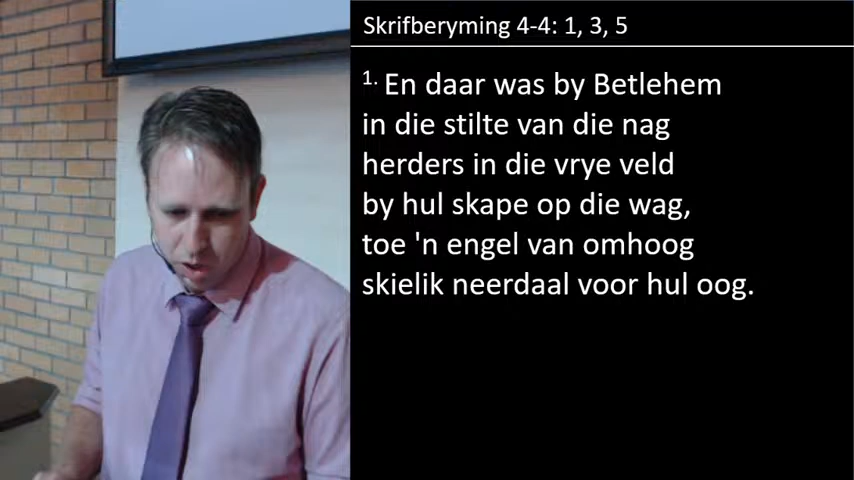 Skrifberyming 4-4: 1, 3, 5
1. En daar was by Betlehem
in die stilte van die nag
herders in die vrye veld
by hul skape op die wag,
toe 'n engel van omhoog
skielik neerdaal voor hul oog.